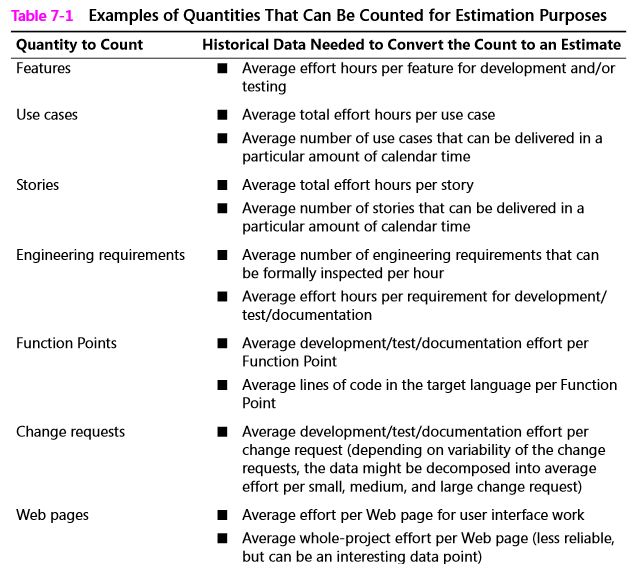 Table 7-1 Examples of Quantities That Can Be Counted for Estimation Purposes
Quantity to Count Historical Data Needed to Convert the Count to an Estimate
Features ■ Average effort hours per feature for development and/or
testing
Use cases ■ Average total effort hours per use case
■ Average number of use cases that can be delivered in a
particular amount of calendar time
Stories ■ Average total effort hours per story
■ Average number of stories that can be delivered in a
particular amount of calendar time
Engineering requirements ■ Average number of engineering requirements that can
be formally inspected per hour
■ Average effort hours per requirement for development/
test/documentation
Function Points ■ Average development/test/documentation effort per
Function Point
■ Average lines of code in the target language per Function
Point
Change requests ■ Average development/test/documentation effort per
change request (depending on variability of the change
requests, the data might be decomposed into average
effort per small, medium, and large change request)
Web pages ■ Average effort per Web page for user interface work
■ Average whole-project effort per Web page (less reliable,
but can be an interesting data point)